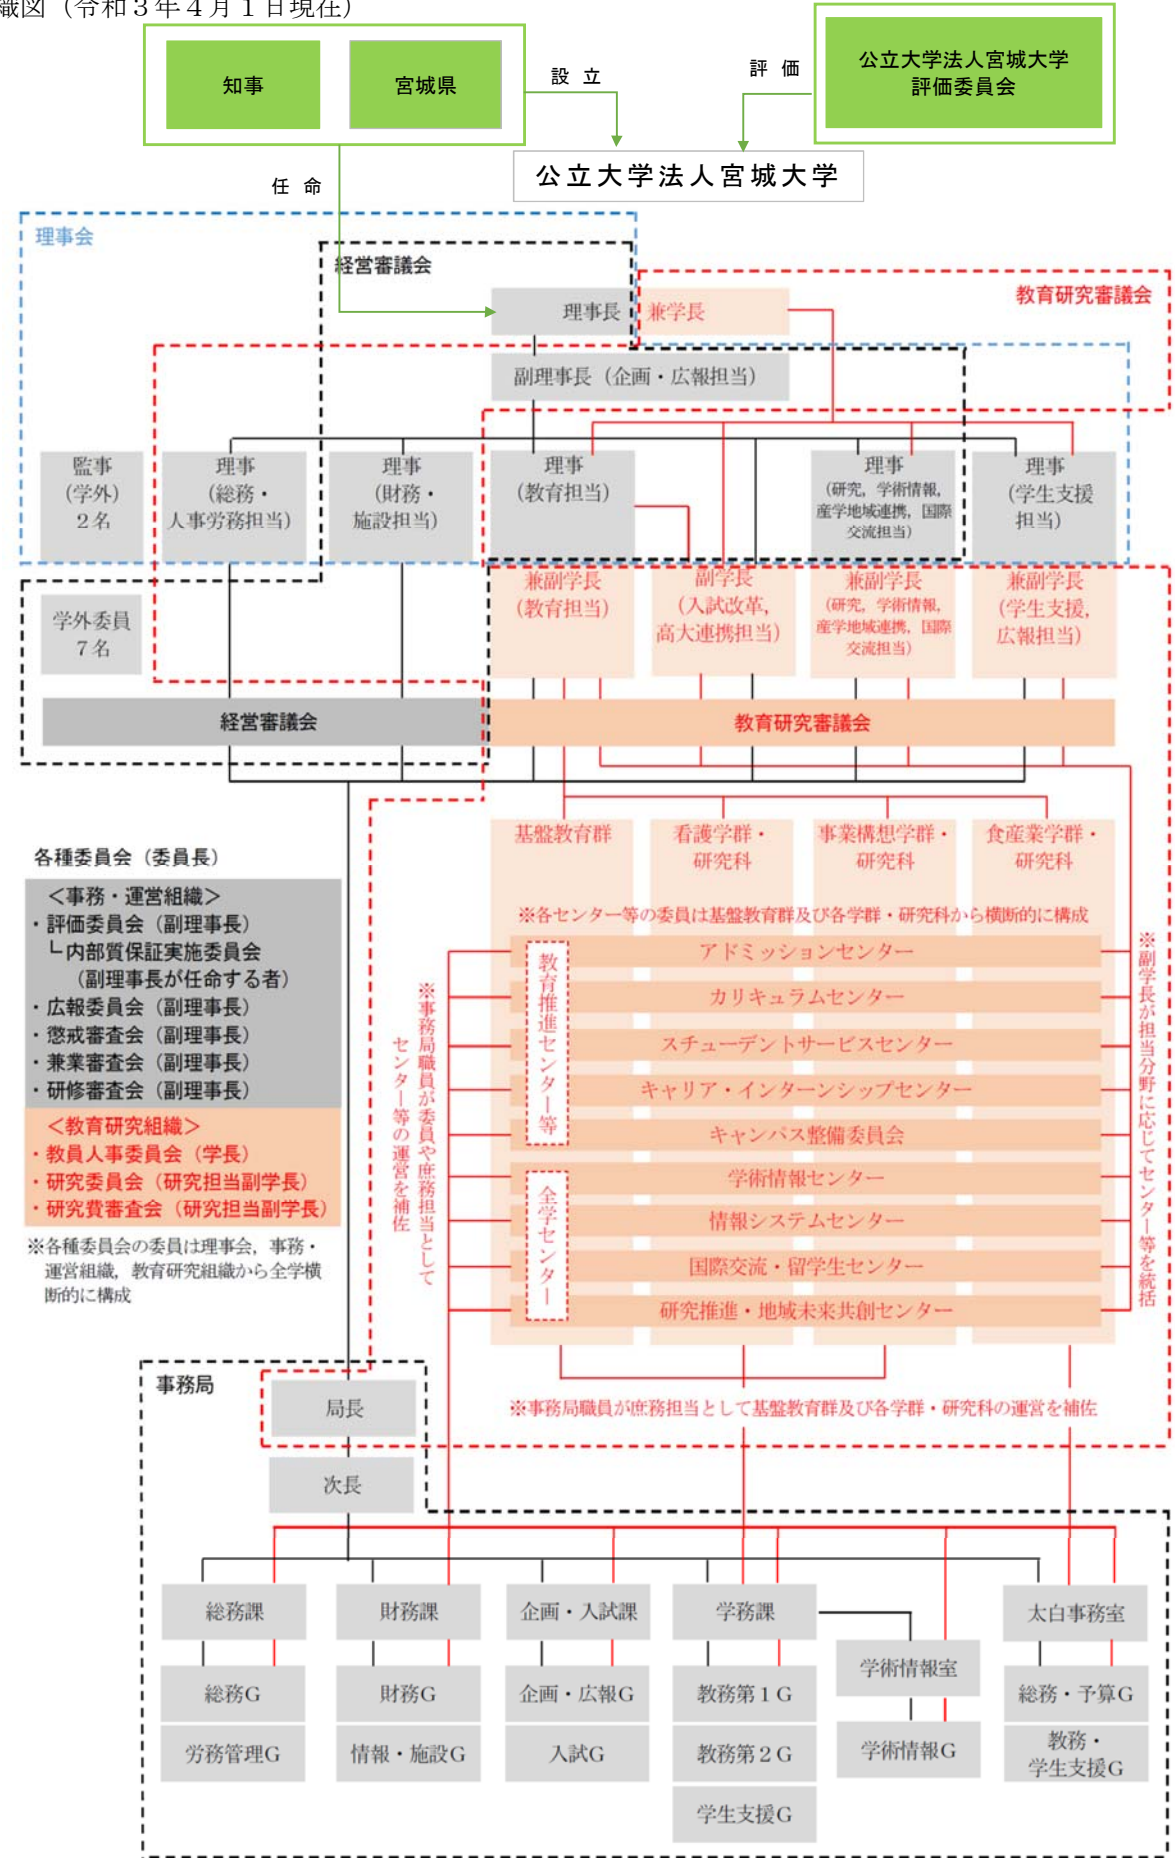 織図（令和３年４月１日現在）
知事
宮城県
設 立
評 価
公立大学法人宮城大学
評価委員会
公立大学法人宮城大学
任 命
理事会
経営審議会
教育研究審議会
理事長
兼学長
副理事長（企画・広報担当）
監事
（学外）
２名
理事
（総務・
人事労務担当）
理事
（財務・
施設担当）
理事
（教育担当）
理事
（研究，学術情報，
産学地域連携，国際
交流担当）
理事
（学生支援
担当）
学外委員
７名
兼副学長
（教育担当）
副学長
（入試改革，
高大連携担当）
兼副学長
（研究，学術情報，
産学地域連携，国際
交流担当）
兼副学長
（学生支援，
広報担当）
経営審議会
教育研究審議会
基盤教育群
看護学群・
研究科
事業構想学群・
研究科
食産業学群・
研究科
各種委員会（委員長）
＜事務・運営組織＞
・評価委員会（副理事長）
└内部質保証実施委員会
（副理事長が任命する者）
・広報委員会（副理事長）
・懲戒審査会（副理事長）
・兼業審査会（副理事長）
・研修審査会（副理事長）
＜教育研究組織＞
・教員人事委員会（学長）
・研究委員会（研究担当副学長）
・研究費審査会（研究担当副学長）
※各種委員会の委員は理事会，事務・
運営組織，教育研究組織から全学横
断的に構成
※各センター等の委員は基盤教育群及び各学群・研究科から横断的に構成
※事務局職員が委員や庶務担当として
センター等の運営を補佐
教育推進センター等
アドミッションセンター
カリキュラムセンター
スチューデントサービスセンター
キャリア・インターンシップセンター
キャンパス整備委員会
全学センター
学術情報センター
情報システムセンター
国際交流・留学生センター
研究推進・地域未来共創センター
※副学長が担当分野に応じてセンター等を統括
※事務局職員が庶務担当として基盤教育群及び各学群・研究科の運営を補佐
事務局
局長
次長
総務課
財務課
企画・入試課
学務課
太白事務室
学術情報室
総務G
財務G
企画・広報G
教務第１G
総務・予算G
労務管理G
情報・施設G
入試G
教務第２G
学術情報G
教務・
学生支援G
学生支援G